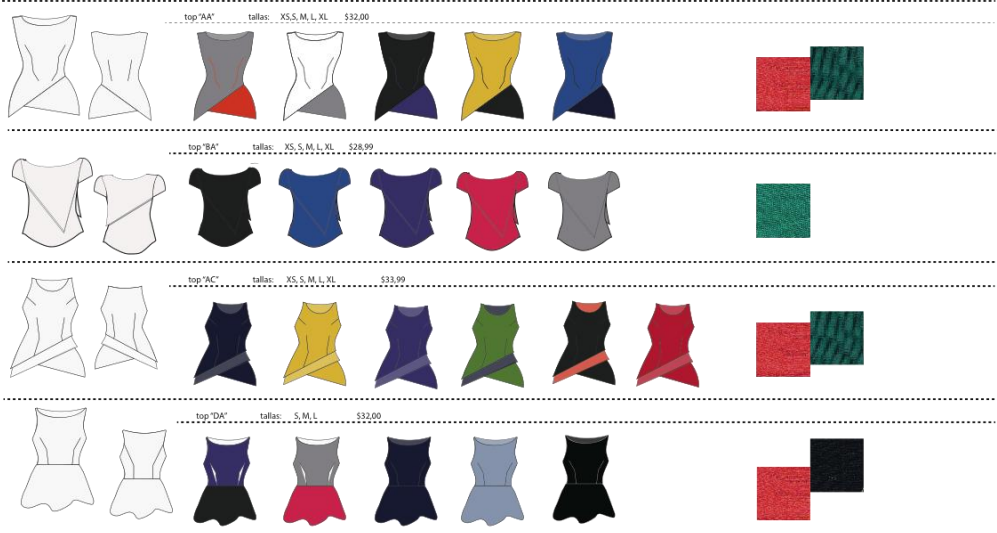 top "AA" tallas: XS,S, M, L, XL $32,00
top "BA" tallas: XS, S, M, L, XL $28,99
top "AC" tallas: XS, S, M, L, XL $33,99
top "DA" tallas: S, M, L $32,00